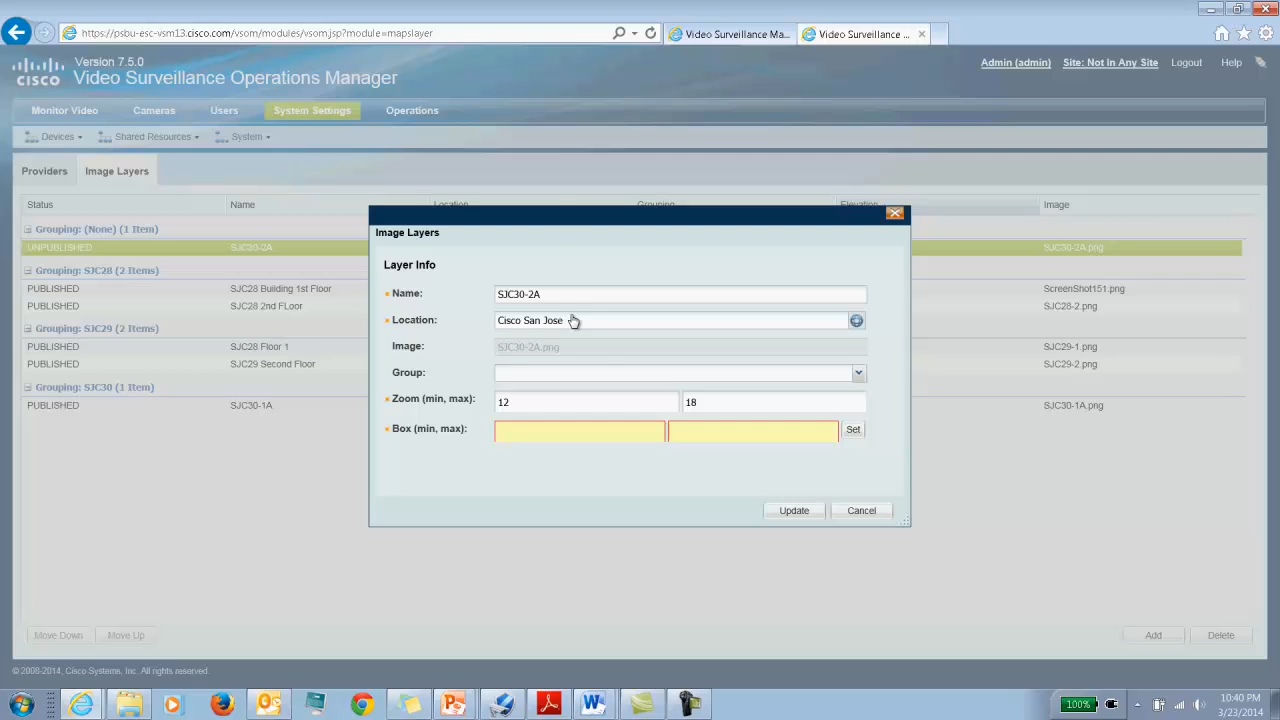 https://psbu-esc-vsm13.cisco.com/vsom/modules/vsom.jsp?module=mapslayer
Video Surveillance Ma...
Video Surveillance ...
cisco
Version 7.5.0
Video Surveillance Operations Manager
Admin (admin) Site: Not In Any Site Logout Help
Monitor Video Cameras Users System Settings Operations
Devices Shared Resources System
Providers Image Layers
Status Name Location Grouping Elevation Image
Grouping: (None) (1 Item)
UNPUBLISHED SJC30-2A SJC30-2A.png
Grouping: SJC28 (2 Items)
PUBLISHED SJC28 Building 1st Floor ScreenShot151.png
PUBLISHED SJC28 2nd FLoor SJC28-2.png
Grouping: SJC29 (2 Items)
PUBLISHED SJC28 Floor 1 SJC29-1.png
PUBLISHED SJC29 Second Floor SJC29-2.png
Grouping: SJC30 (1 Item)
PUBLISHED SJC30-1A SJC30-1A.png
Image Layers
Layer Info
Name: SJC30-2A
Location: Cisco San Jose
Image: SJC30-2A.png
Group:
Zoom (min, max): 12 18
Box (min, max): Set
Update Cancel
Move Down Move Up Add Delete
© 2006-2014, Cisco Systems, Inc. All rights reserved.
100%
10:40 PM
3/23/2014